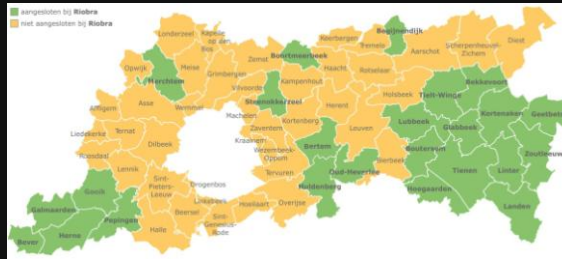 aangesloten bij Riobra
niet aangesloten bij Riobra
Londerzeel
Kapelle
op den
Bos
Begijnendijk
Diest
Scherpenheuvel-
Zichem
Keerbergen
Tremelo
Aarschot
Boortmeerbeek
Zemst
Meise
Opwijk
Merchtem
Grimbergen
Haacht
Rotselaar
Kampenhout
Vilvoorde
Bekkevoort
Tielt-Winge
Holsbeek
Asse
Wemmel
Steenokkerzeel
Herent
Affligem
Machelen
Kortenberg
Lubbeek
Kortenaken
Geetbets
Glabbeek
Zaventem
Leuven
Liedekerke
Ternat
Dilbeek
Kraainem
Wezembeek-
Oppem
Bertem
Boutersem
Zoutleeuw
Roosdaal
Bierbeek
Lennik
Tervuren
Oud-Heverlee
Tienen
Linter
Sint-
Pieters-
Leeuw
Drogenbos
Huldenberg
Hoegaarden
Gooik
Linkebeek
Hoeilaart
Overijse
Landen
Galmaarden
Pepingen
Beersel
Sint-
Genesius-
Rode
Halle
Bever
Herne